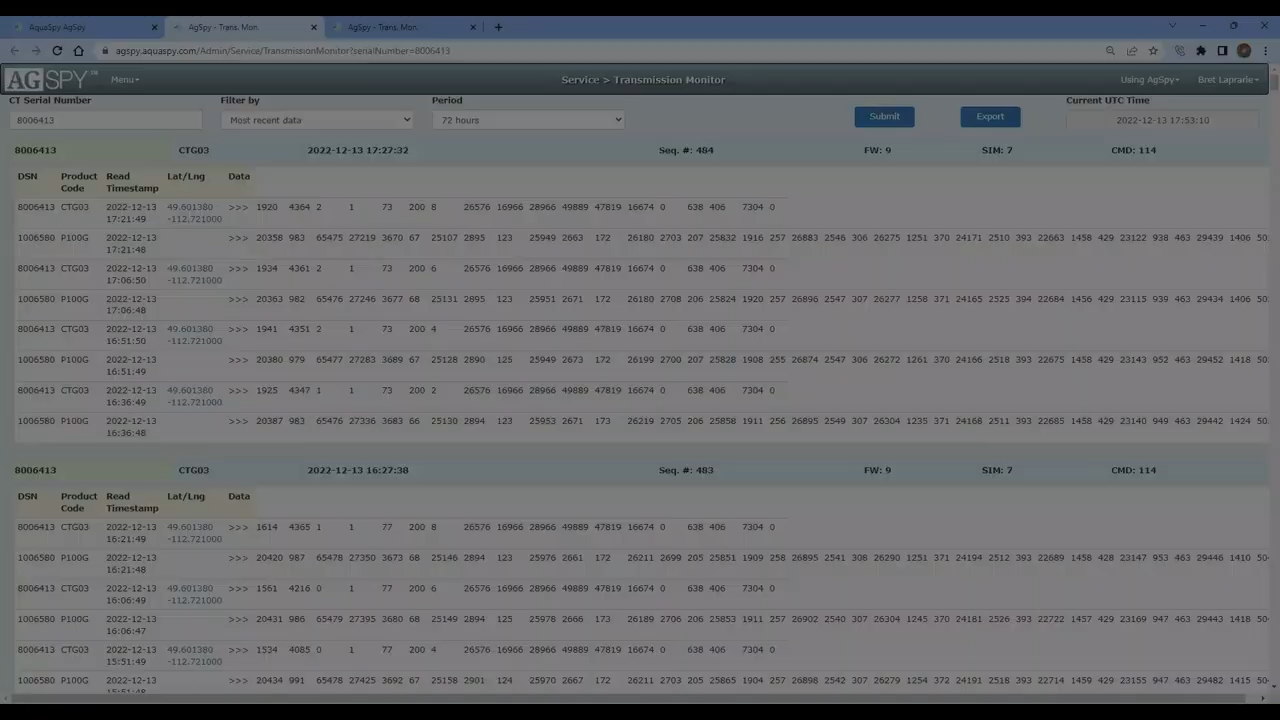 AquaSpy AgSpy
AgSpy - Trans. Mon.
AgSpy - Trans. Mon.
agspy.aquaspy.com/Admin/Service/TransmissionMonitor?serialNumber=8006413
AGSPY™ Menu Service > Transmission Monitor Using AgSpy Bret Laprarie
CT Serial Number Filter by Period Current UTC Time
8006413 Most recent data 72 hours Submit Export 2022-12-13 17:53:10
8006413 CTG03 2022-12-13 17:27:32 Seq. #: 484 FW: 9 SIM: 7 CMD: 114
DSN Product Read Lat/Lng Data
Code Timestamp
8006413 CTG03 2022-12-13 49.601380 >>> 1920 4364 2 1 73 200 8 26576 16966 28966 49889 47819 16674 0 638 406 7304 0
17:21:49 -112.721000
1006580 P100G 2022-12-13 >>> 20358 983 65475 27219 3670 67 25107 2895 123 25949 2663 172 26180 2703 207 25832 1916 257 26883 2546 306 26275 1251 370 24171 2510 393 22663 1458 429 23122 938 463 29439 1406 50
17:21:48
8006413 CTG03 2022-12-13 49.601380 >>> 1934 4361 2 1 73 200 6 26576 16966 28966 49889 47819 16674 0 638 406 7304 0
17:06:50 -112.721000
1006580 P100G 2022-12-13 >>> 20363 982 65476 27246 3677 68 25131 2895 123 25951 2671 172 26180 2708 206 25824 1920 257 26892 2547 306 26277 1258 371 24165 2525 394 22684 1456 429 23115 939 463 29434 1406 50
17:06:48
8006413 CTG03 2022-12-13 49.601380 >>> 1941 4351 2 1 73 200 4 26576 16966 28966 49889 47819 16674 0 638 406 7304 0
16:51:50 -112.721000
1006580 P100G 2022-12-13 >>> 20380 979 65477 27283 3689 67 25128 2890 125 25949 2673 172 26199 2700 207 25828 1908 255 26874 2547 306 26272 1261 370 24166 2518 393 22675 1458 429 23143 952 463 29452 1418 50
16:51:49
8006413 CTG03 2022-12-13 49.601380 >>> 1925 4347 1 1 73 200 2 26576 16966 28966 49889 47819 16674 0 638 406 7304 0
16:36:49 -112.721000
1006580 P100G 2022-12-13 >>> 20387 983 65476 27336 3683 66 25130 2894 125 25953 2671 173 26219 2705 206 25858 1911 257 26895 2549 307 26304 1235 371 24168 2511 393 22685 1458 429 23140 949 463 29442 1424 50
16:36:48
8006413 CTG03 2022-12-13 16:27:38 Seq. #: 483 FW: 9 SIM: 7 CMD: 114
DSN Product Read Lat/Lng Data
Code Timestamp
8006413 CTG03 2022-12-13 49.601380 >>> 1614 4365 1 1 77 200 8 26576 16966 28966 49889 47819 16674 0 638 406 7304 0
16:21:49 -112.721000
1006580 P100G 2022-12-13 >>> 20420 987 65478 27350 3673 68 25146 2894 123 25976 2661 172 26211 2699 205 25851 1909 258 26895 2541 308 26290 1251 371 24194 2512 393 22689 1458 428 23147 953 463 29446 1410 50
16:21:48
8006413 CTG03 2022-12-13 49.601380 >>> 1561 4216 0 1 77 200 6 26576 16966 28966 49889 47819 16674 0 638 406 7304 0
16:06:49 -112.721000
1006580 P100G 2022-12-13 >>> 20431 986 65479 27395 3680 68 25149 2894 123 25978 2666 173 26189 2706 206 25853 1911 257 26902 2540 307 26304 1245 370 24181 2526 393 22722 1458 429 23169 947 463 29443 1418 50
16:06:47
8006413 CTG03 2022-12-13 49.601380 >>> 1534 4085 0 1 77 200 4 26576 16966 28966 49889 47819 16674 0 638 406 7304 0
15:51:49 -112.721000
1006580 P100G 2022-12-13 >>> 20434 991 65478 27425 3692 67 25158 2901 124 25970 2667 172 26211 2703 205 25865 1904 256 26908 2542 307 26279 1254 372 24191 2518 393 22714 1459 429 23155 947 463 29482 1415 50
15:51:48